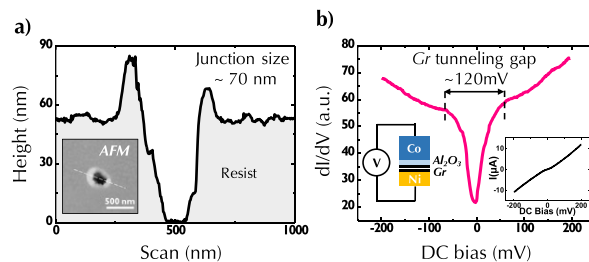 a)
Height (nm)
90
60
30
0
Junction size
~ 70 nm
AFM
500 nm
Resist
0
500
1000
Scan (nm)
b)
dI/dV (a.u.)
80
70
60
50
40
30
20
Gr tunneling gap
~120mV
V
Co
Al2O3
Gr
Ni
I(µA)
10
0
-10
-200
0
200
DC Bias (mV)
-200
-100
0
100
200
DC bias (mV)